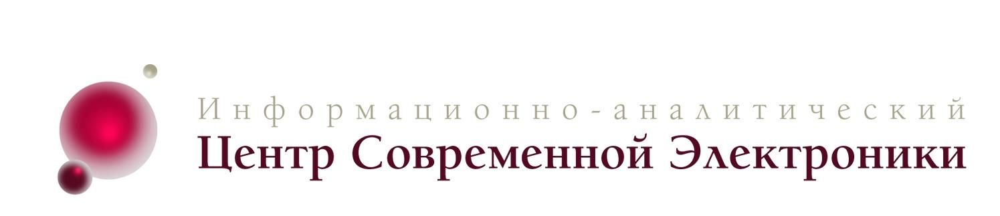 Информационно-аналитический
Центр Современной Электроники